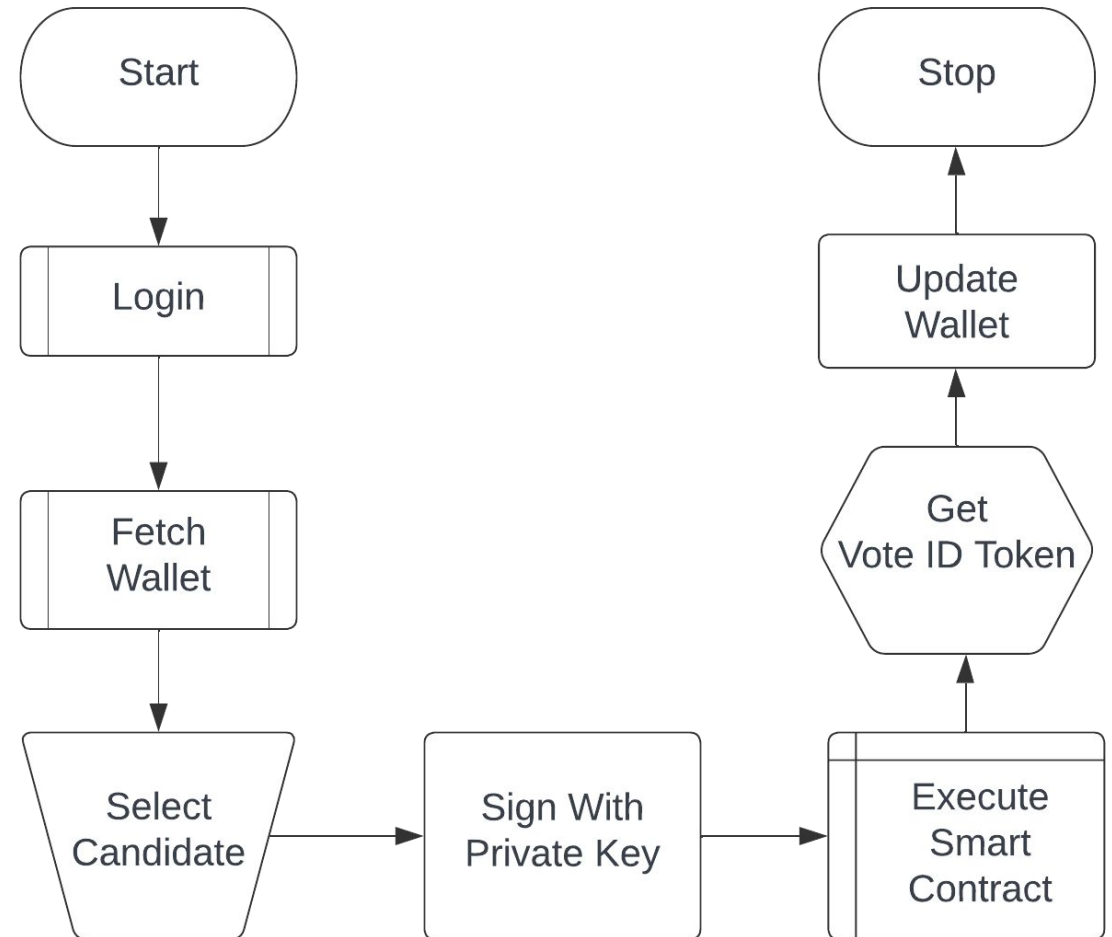 Start
Login
Fetch
Wallet
Select
Candidate
Sign With
Private Key
Execute
Smart
Contract
Get
Vote ID Token
Update
Wallet
Stop